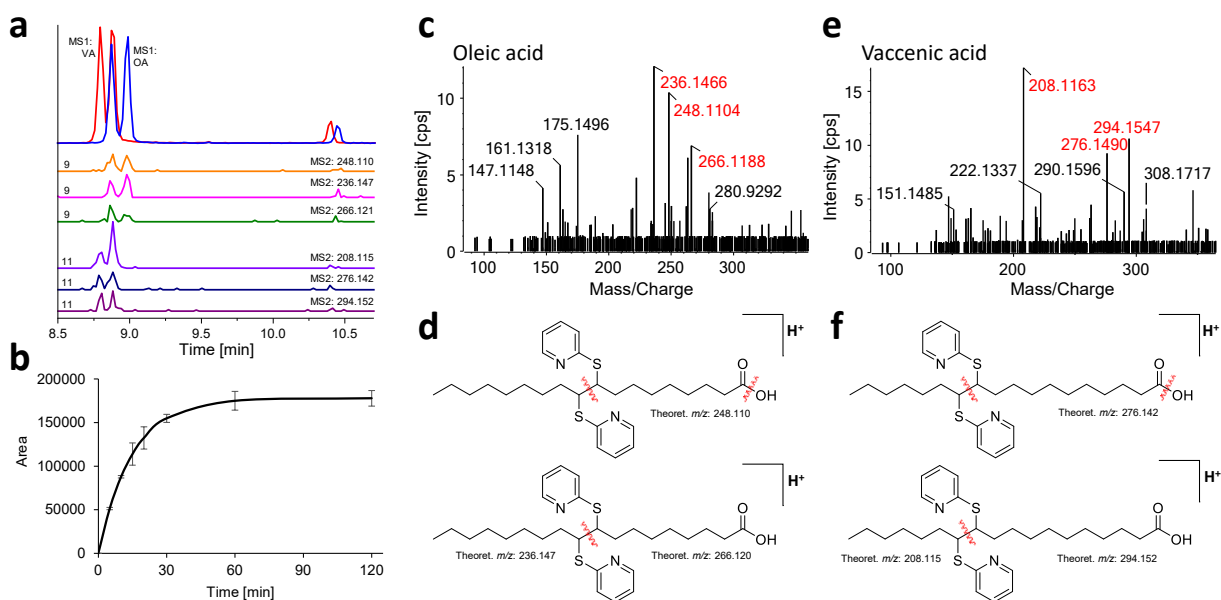 a
MS1:
VA
MS1:
OA
9
MS2: 248.110
9
MS2: 236.147
9
MS2: 266.121
11
MS2: 208.115
11
MS2: 276.142
11
MS2: 294.152
8.5 9.0 9.5 10.0 10.5
Time [min]
b
200000
150000
100000
50000
0
Area
0 20 40 60 80 100 120
Time [min]
c
Oleic acid
236.1466
248.1104
175.1496
161.1318
266.1188
147.1148
280.9292
10
5
0
Intensity [cps]
100 200 300
Mass/Charge
d
H+
N
S
O
OH
S
N
Theoret. m/z: 248.110
H+
N
S
O
OH
Theoret. m/z: 236.147
Theoret. m/z: 266.120
S
N
e
Vaccenic acid
208.1163
294.1547
276.1490
222.1337
290.1596
308.1717
151.1485
15
10
5
0
Intensity [cps]
100 200 300
Mass/Charge
f
H+
N
S
O
OH
S
N
Theoret. m/z: 276.142
H+
N
S
O
OH
Theoret. m/z: 208.115
Theoret. m/z: 294.152
S
N